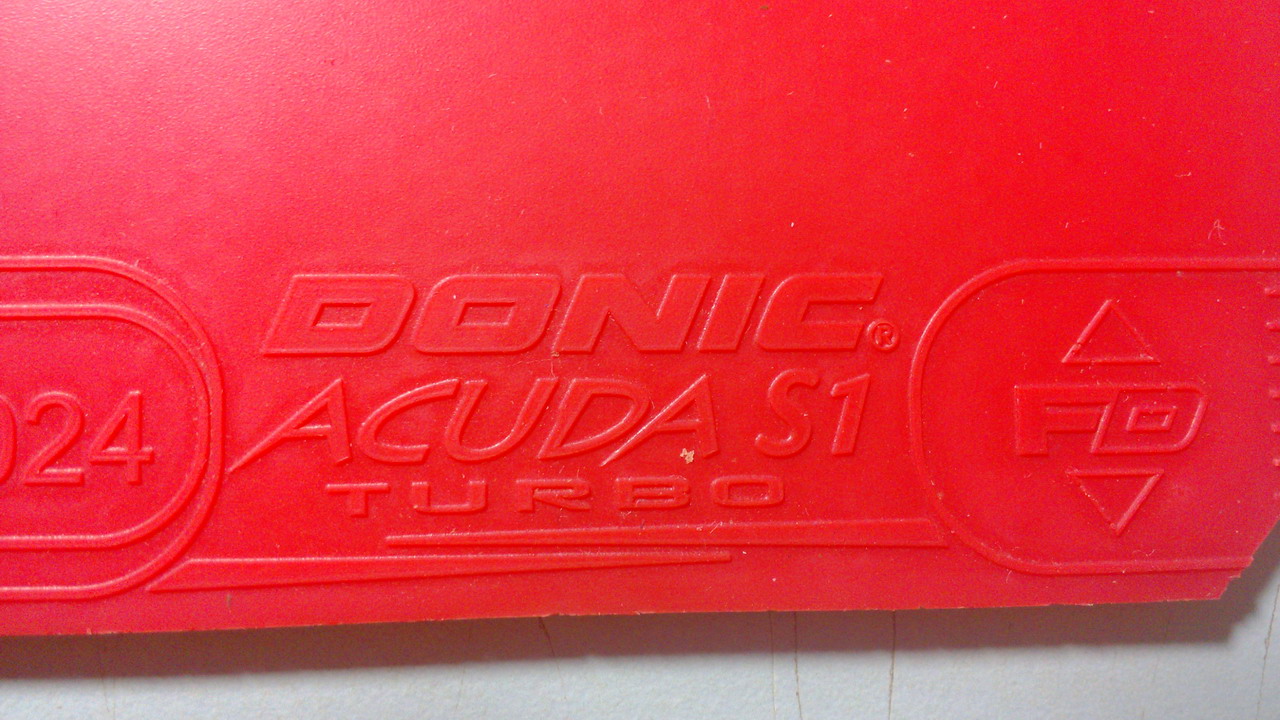 DONIC®
ACUDA S1
TURBO
024
FD